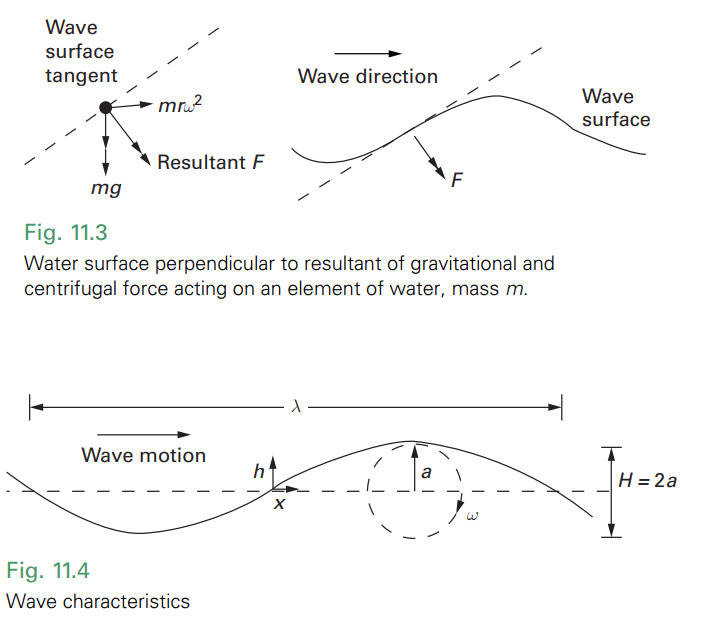 Wave
surface
tangent
mrω²
Resultant F
mg
Wave direction
Wave
surface
F
Fig. 11.3
Water surface perpendicular to resultant of gravitational and
centrifugal force acting on an element of water, mass m.
λ
Wave motion
h
x
a
ω
H = 2a
Fig. 11.4
Wave characteristics